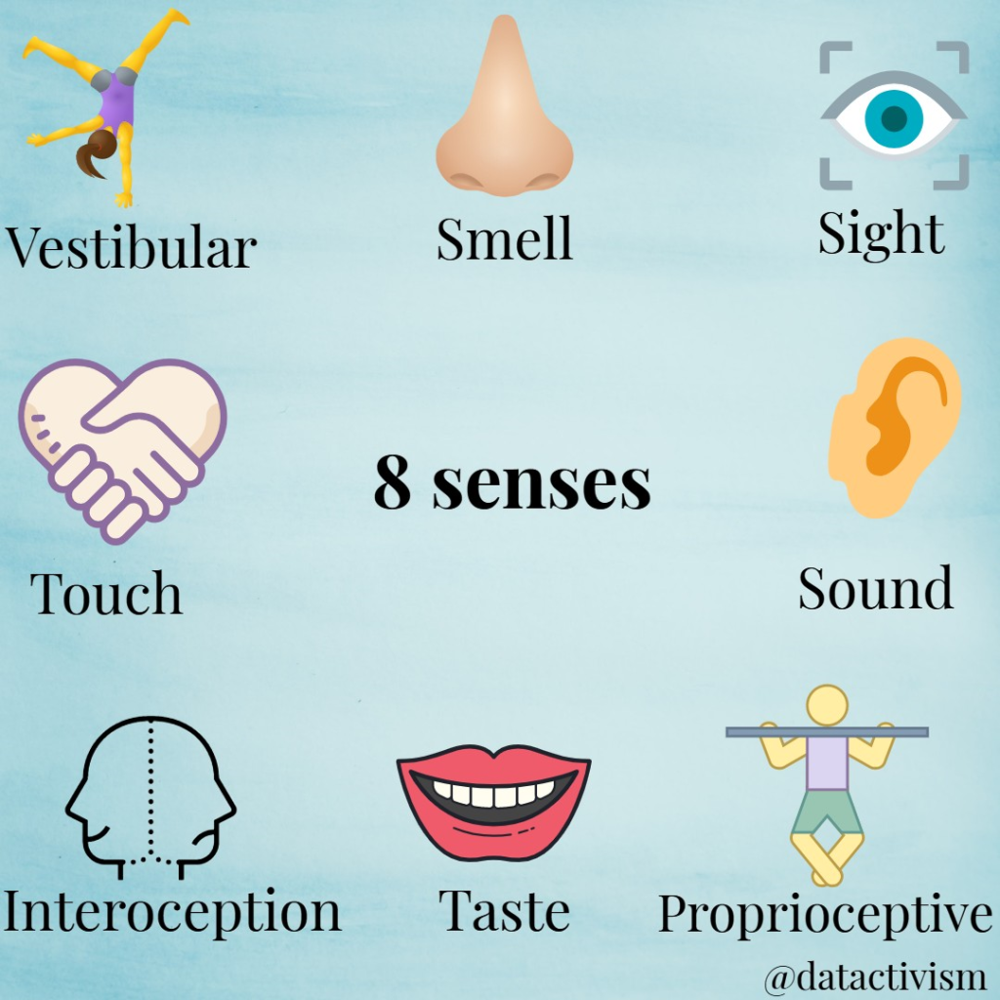 Vestibular
Smell
Sight
Touch
8 senses
Sound
Interoception
Taste
Proprioceptive
@datactivism